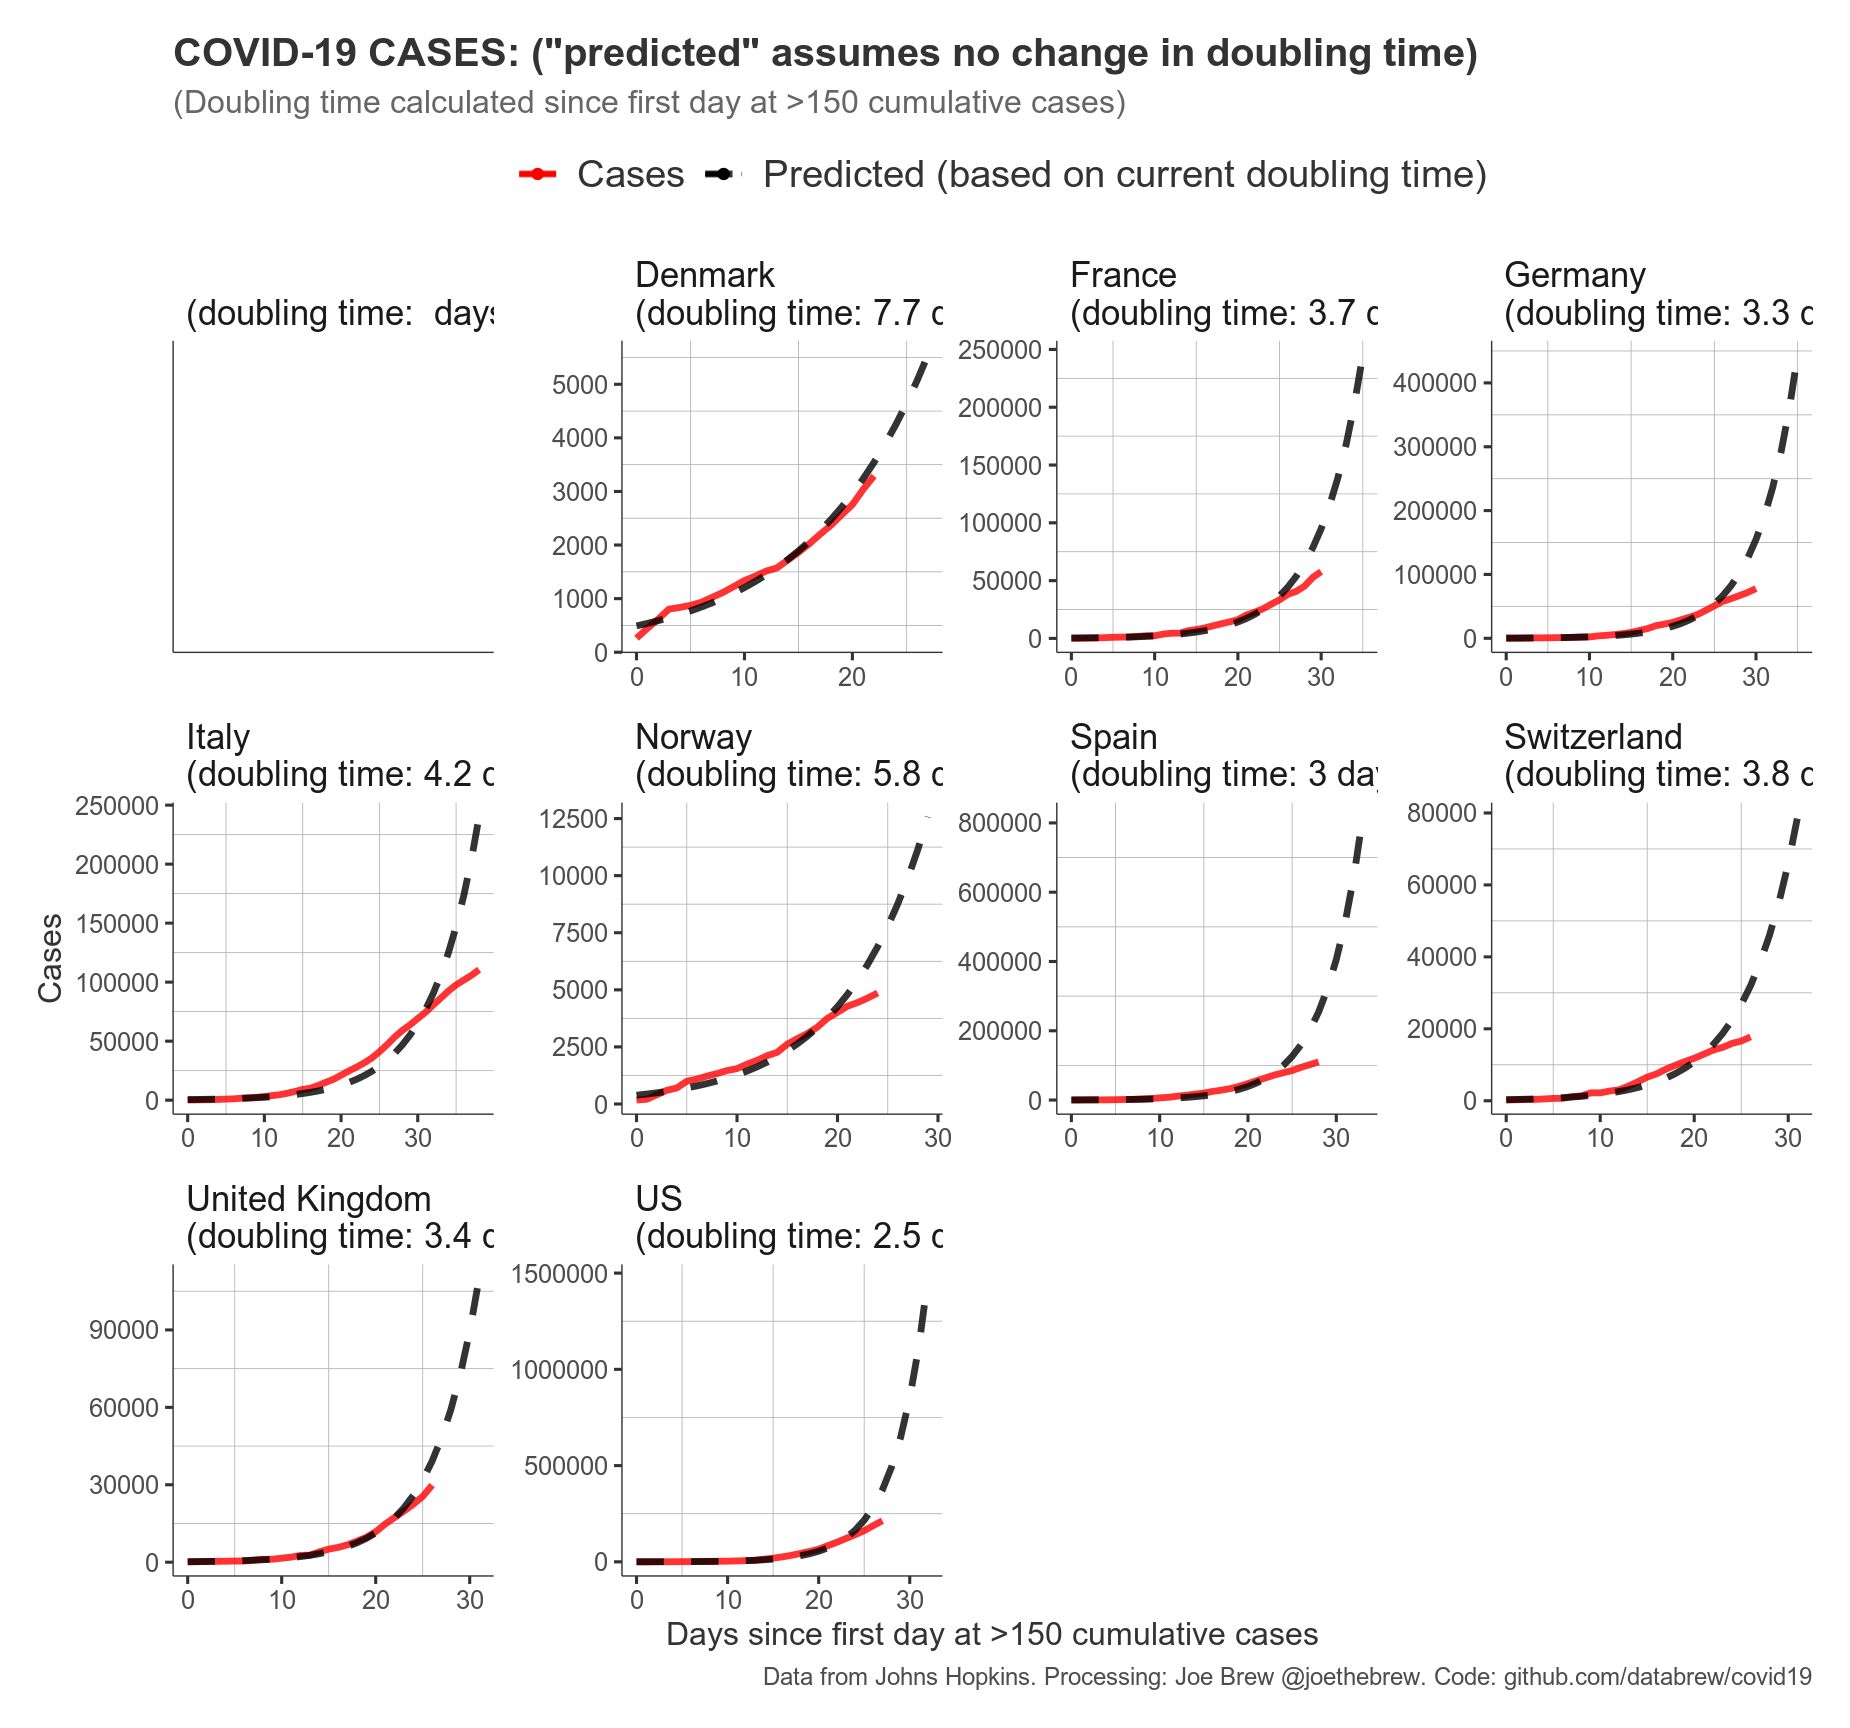 COVID-19 CASES: ("predicted" assumes no change in doubling time)
(Doubling time calculated since first day at >150 cumulative cases)
Cases
Predicted (based on current doubling time)
(doubling time:  days
Denmark
(doubling time: 7.7 d
France
(doubling time: 3.7 d
Germany
(doubling time: 3.3 d
5000
4000
3000
2000
1000
0
0 10 20
250000
200000
150000
100000
50000
0
0 10 20 30
400000
300000
200000
100000
0
0 10 20 30
Italy
(doubling time: 4.2 d
Norway
(doubling time: 5.8 d
Spain
(doubling time: 3 day
Switzerland
(doubling time: 3.8 d
Cases
250000
200000
150000
100000
50000
0
0 10 20 30
12500
10000
7500
5000
2500
0
0 10 20 30
800000
600000
400000
200000
0
0 10 20 30
80000
60000
40000
20000
0
0 10 20 30
United Kingdom
(doubling time: 3.4 d
US
(doubling time: 2.5 d
90000
60000
30000
0
0 10 20 30
1500000
1000000
500000
0
0 10 20 30
Days since first day at >150 cumulative cases
Data from Johns Hopkins. Processing: Joe Brew @joethebrew. Code: github.com/databrew/covid19